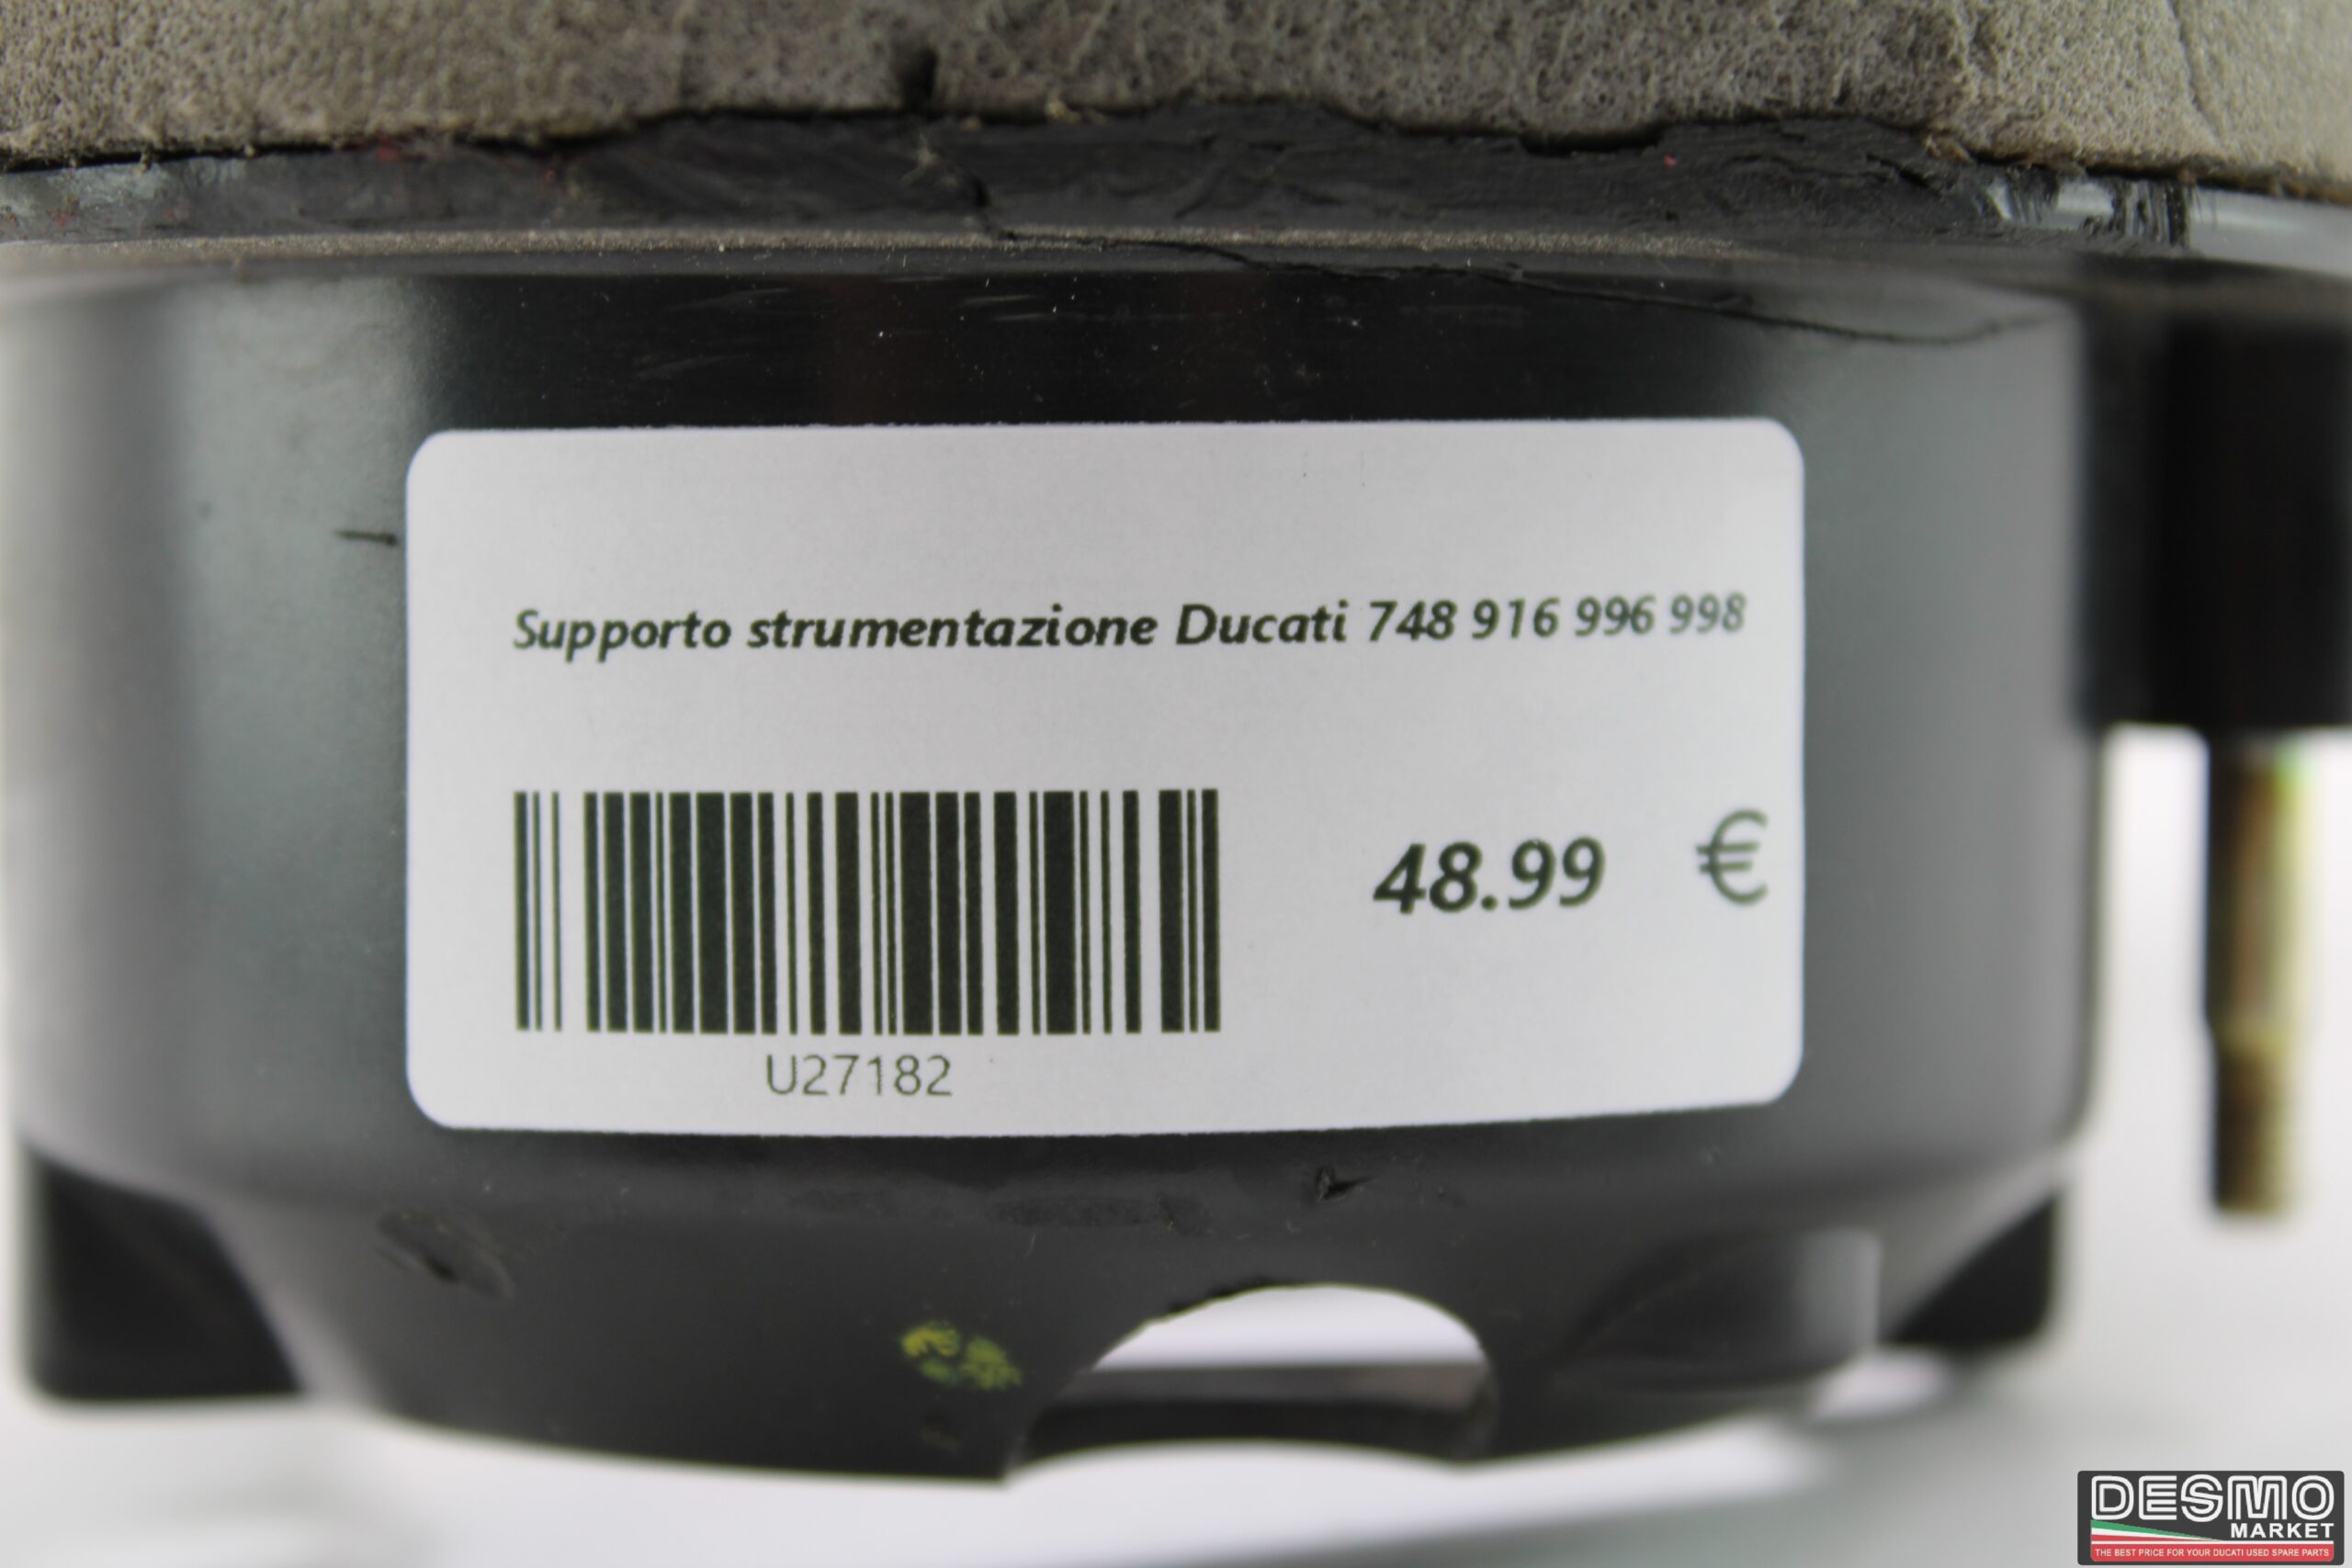 Supporto strumentazione Ducati 748 916 996 998
48.99 €
U27182
DESMO
MARKET
THE BEST PRICE FOR YOUR DUCATI USED SPARE PARTS